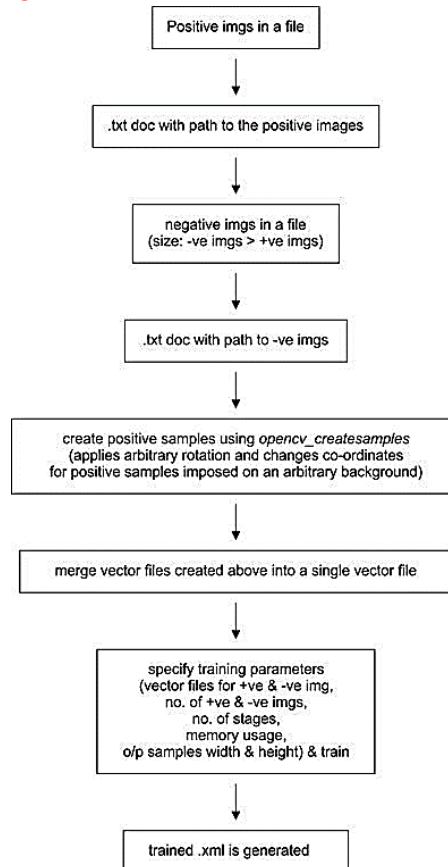 Positive imgs in a file
.txt doc with path to the positive images
negative imgs in a file
(size: -ve imgs > +ve imgs)
.txt doc with path to -ve imgs
create positive samples using opencv_createsamples
(applies arbitrary rotation and changes co-ordinates
for positive samples imposed on an arbitrary background)
merge vector files created above into a single vector file
specify training parameters
(vector files for +ve & -ve img,
no. of +ve & -ve imgs,
no. of stages,
memory usage,
o/p samples width & height) & train
trained .xml is generated